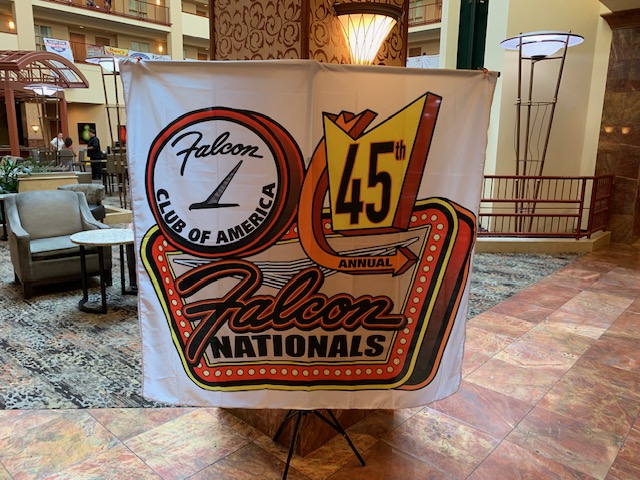 Falcon
CLUB OF AMERICA
45th
ANNUAL
Falcon
NATIONALS